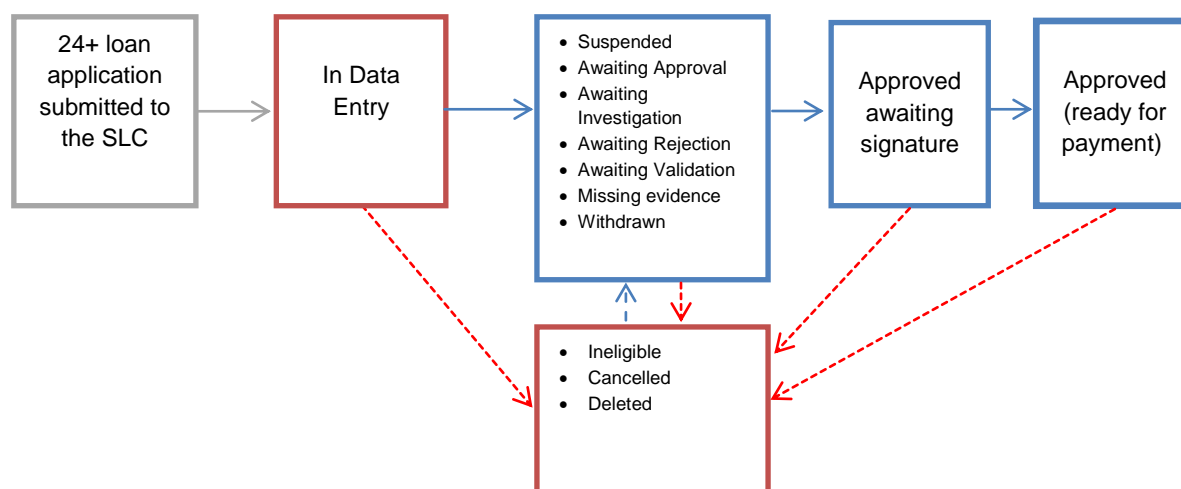 24+ loan
application
submitted to
the SLC
In Data
Entry
• Suspended
• Awaiting Approval
• Awaiting
Investigation
• Awaiting Rejection
• Awaiting Validation
• Missing evidence
• Withdrawn
Approved
awaiting
signature
Approved
(ready for
payment)
• Ineligible
• Cancelled
• Deleted